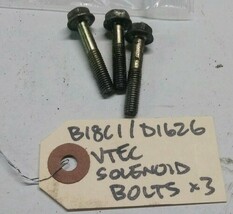 B18C1/D16Z6
VTEC
SOLENOID
BOLTS x3